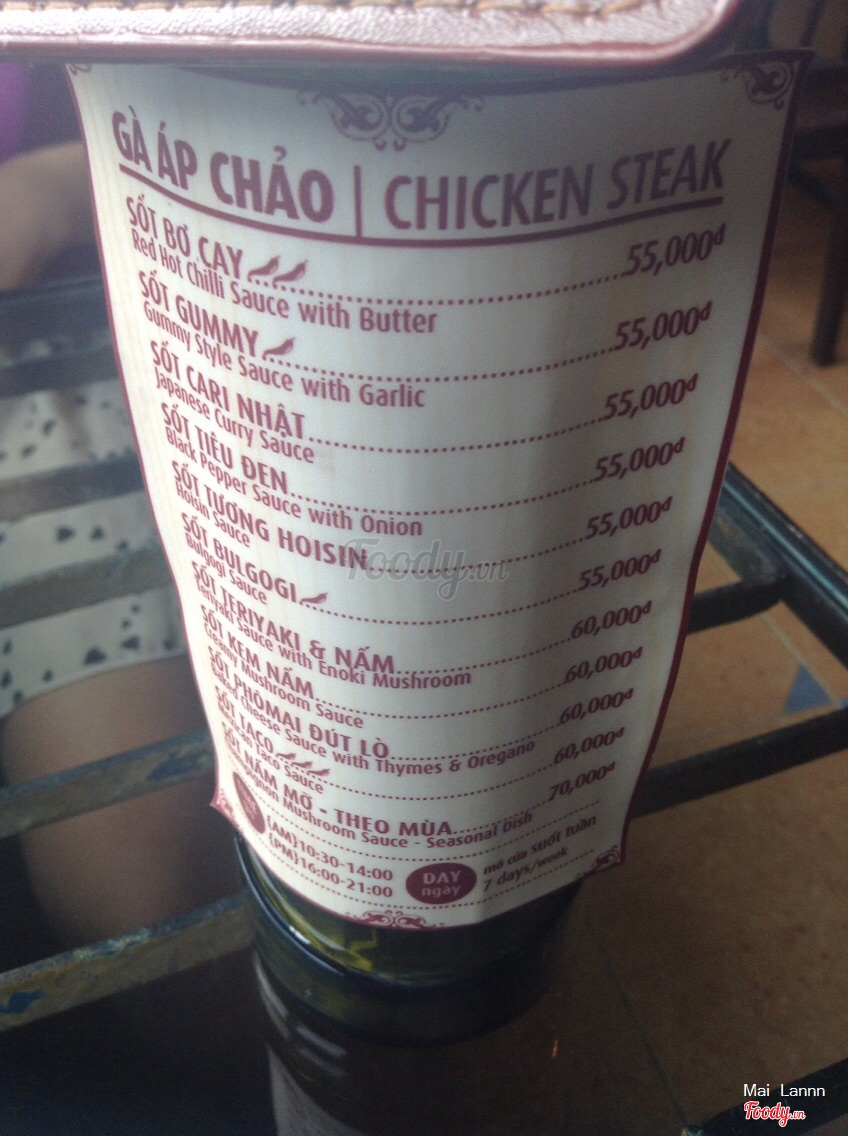 GÀ ÁP CHẢO | CHICKEN STEAK
SỐT BƠ CAY 55,000đ
Red Hot Chilli Sauce with Butter
SỐT GUMMY 55,000đ
Gummy Style Sauce with Garlic
SỐT CARI NHẬT 55,000đ
Japanese Curry Sauce
SỐT TIÊU ĐEN 55,000đ
Black Pepper Sauce with Onion
SỐT TƯƠNG HOISIN 55,000đ
Hoisin Sauce
SỐT BULGOGI 55,000đ
Bulgogi Sauce
SỐT TERIYAKI & NẤM 60,000đ
Teriyaki Sauce with Enoki Mushroom
SỐT KEM NẤM 60,000đ
Creamy Mushroom Sauce
SỐT PHÔMAI ĐÚT LÒ 60,000đ
Cheese Sauce with Thymes & Oregano
SỐT TACO 60,000đ
Taco Sauce
SỐT NẤM MỠ - THEO MÙA 70,000đ
Mushroom Sauce - Seasonal Dish
(AM)10:30-14:00
(PM)16:00-21:00
DAY
ngày
mở cửa suốt tuần
7 days/week
Foody.vn
Mai Lannn
Foody.vn